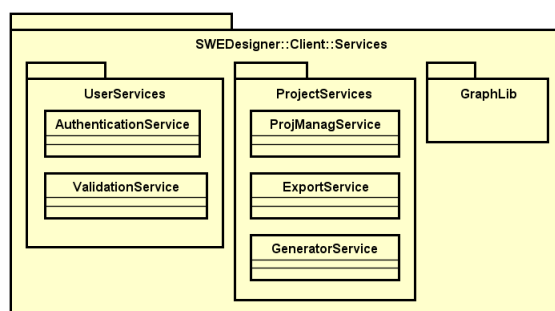 SWEDesigner::Client::Services
UserServices
AuthenticationService
ValidationService
ProjectServices
ProjManagService
ExportService
GeneratorService
GraphLib